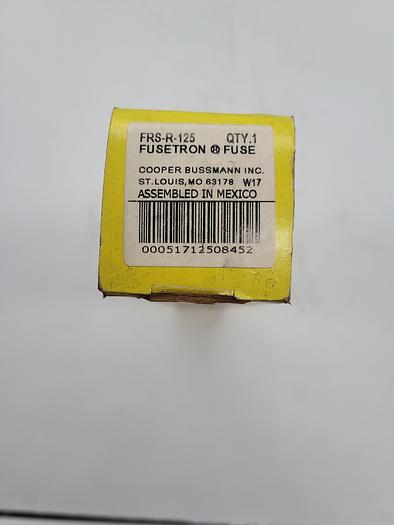 FRS-R-125 QTY.1
FUSETRON ® FUSE
COOPER BUSSMANN INC.
ST.LOUIS,MO 63178 W17
ASSEMBLED IN MEXICO
00051712508452